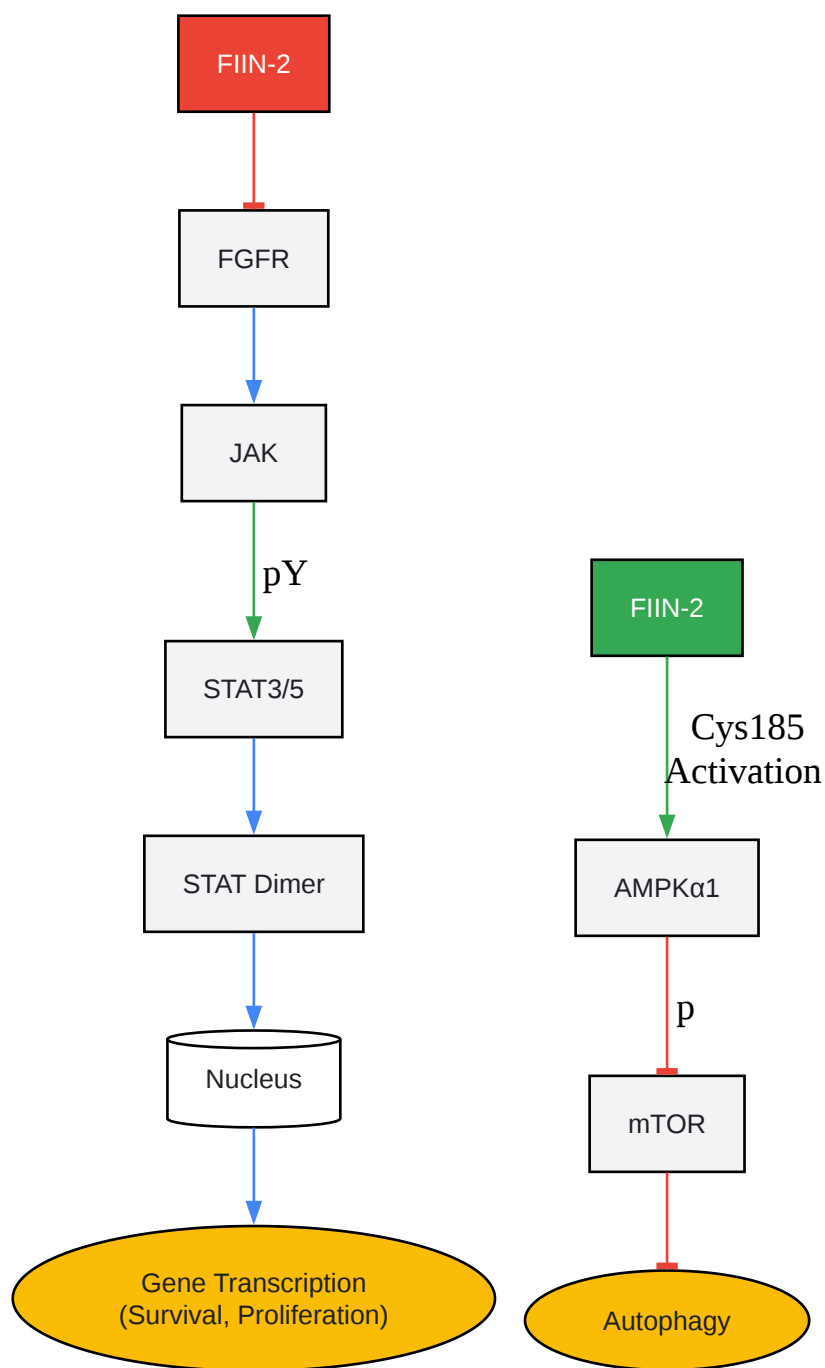 FIIN-2
FGFR
JAK
pY
STAT3/5
STAT Dimer
Nucleus
Gene Transcription
(Survival, Proliferation)
FIIN-2
Cys185
Activation
AMPKα1
p
mTOR
Autophagy